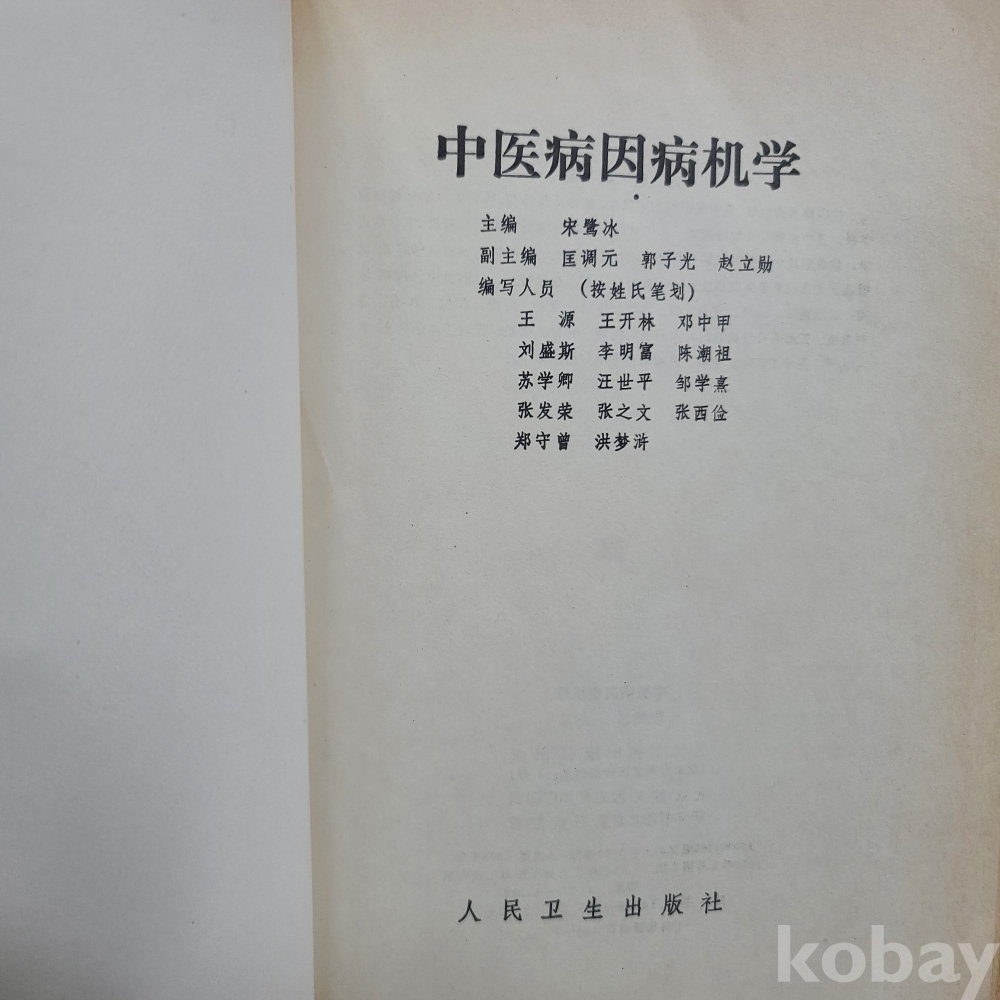 中医病因病机学
主编 宋鹭冰
副主编 匡调元 郭子光 赵立勋
编写人员 (按姓氏笔划)
王 源 王开林 邓中甲
刘盛斯 李明富 陈潮祖
苏学卿 汪世平 邹学熹
张发荣 张之文 张西俭
郑守曾 洪梦浒
人民卫生出版社
kobay